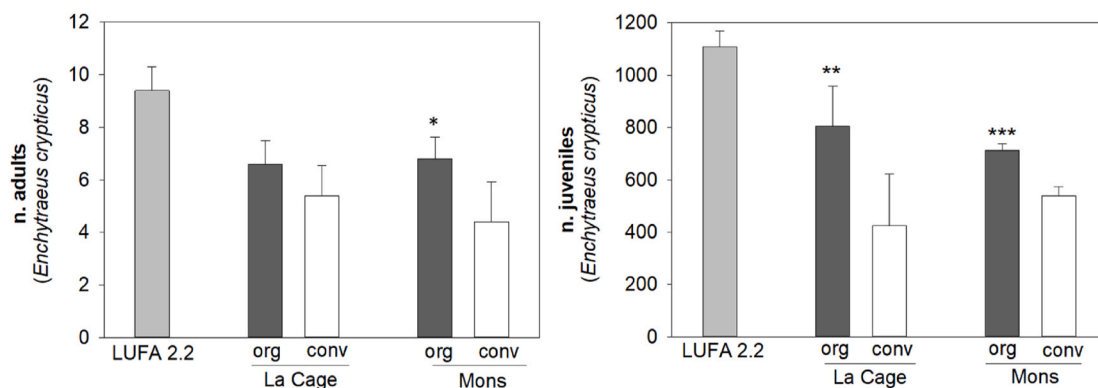 n. adults
(Enchytraeus crypticus)
12
10
8
6
4
2
0
*
LUFA 2.2
org
conv
org
conv
La Cage
Mons
n. juveniles
(Enchytraeus crypticus)
1200
1000
800
600
400
200
0
**
***
LUFA 2.2
org
conv
org
conv
La Cage
Mons